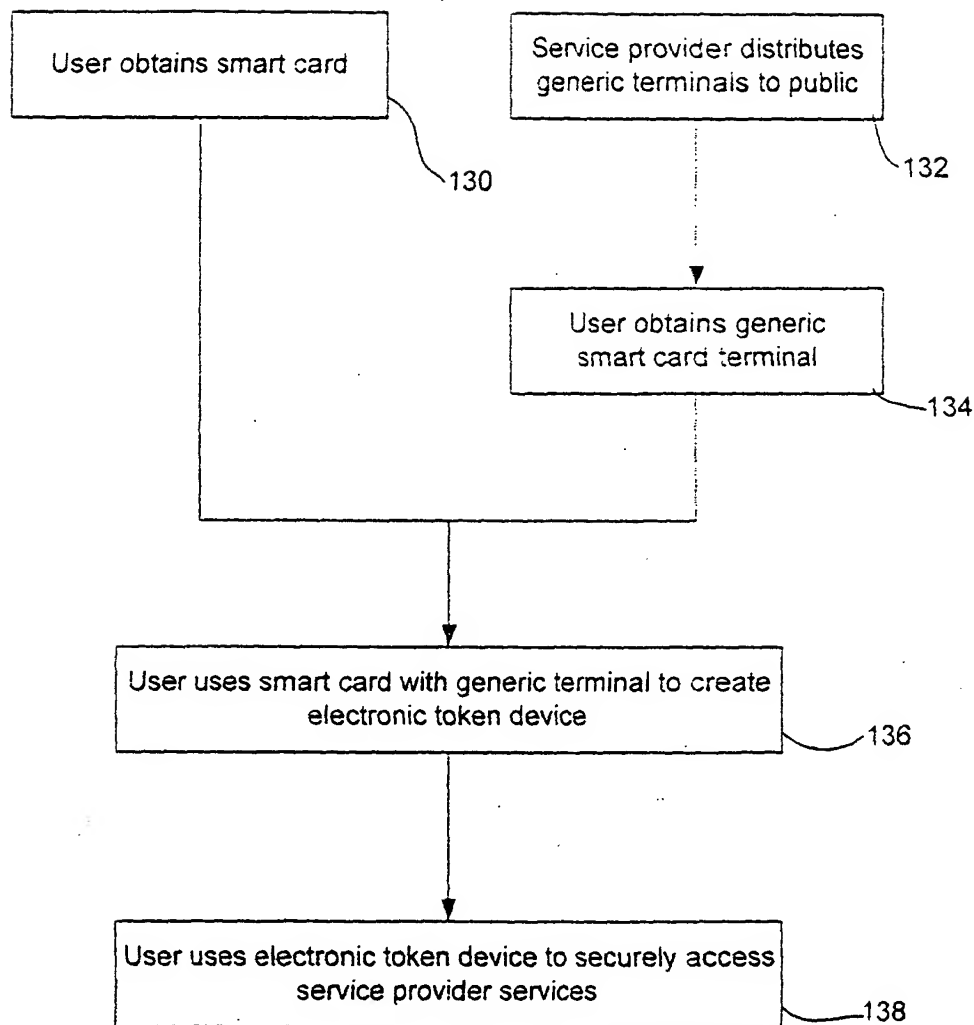 User obtains smart card
130
Service provider distributes
generic terminals to public
132
User obtains generic
smart card terminal
134
User uses smart card with generic terminal to create
electronic token device
136
User uses electronic token device to securely access
service provider services
138